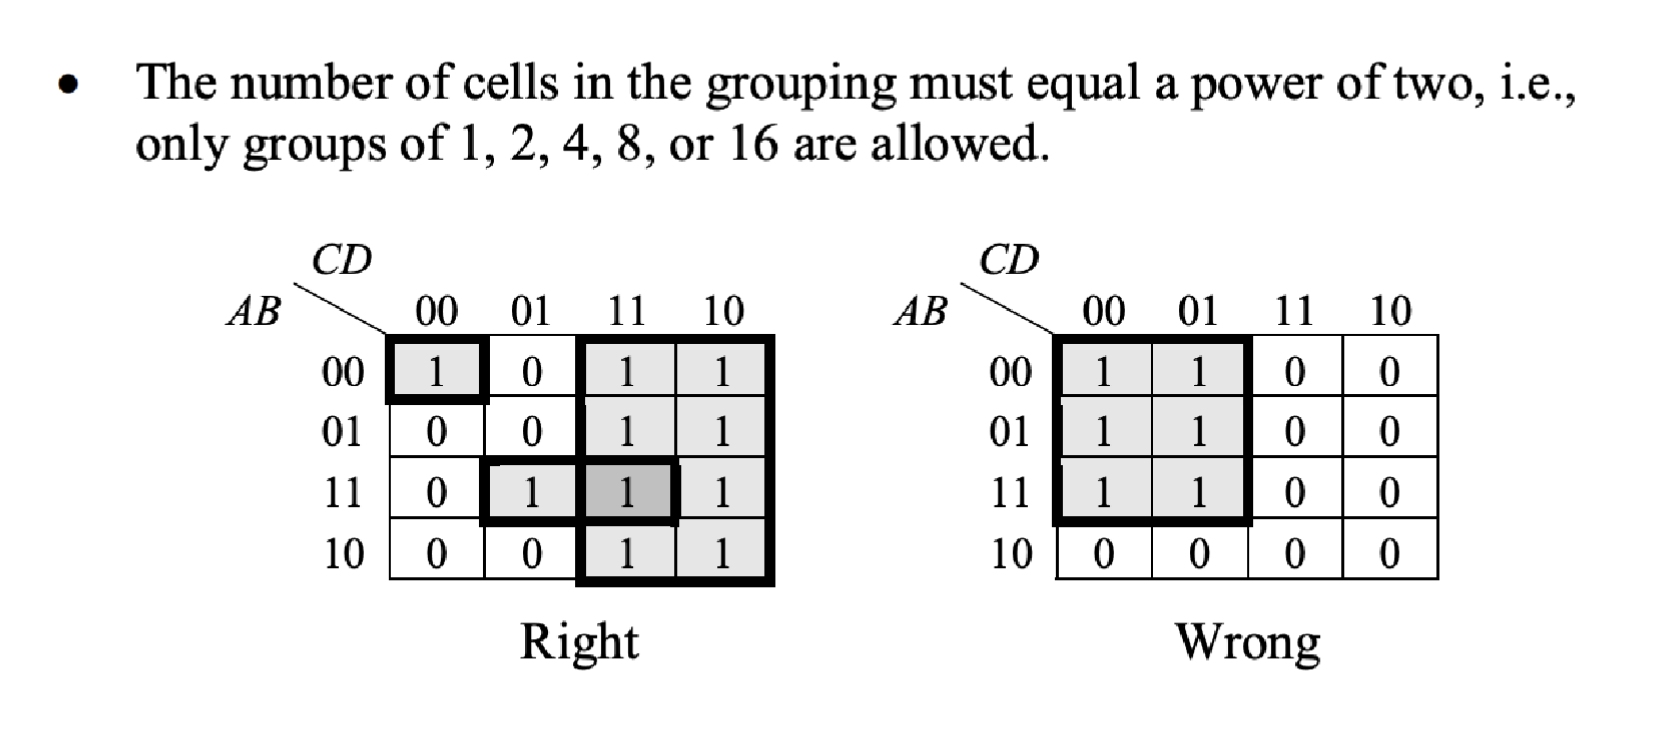 • The number of cells in the grouping must equal a power of two, i.e.,
only groups of 1, 2, 4, 8, or 16 are allowed.
CD
AB 00 01 11 10
00 1 0 1 1
01 0 0 1 1
11 0 1 1 1
10 0 0 1 1
Right
CD
AB 00 01 11 10
00 1 1 0 0
01 1 1 0 0
11 1 1 0 0
10 0 0 0 0
Wrong